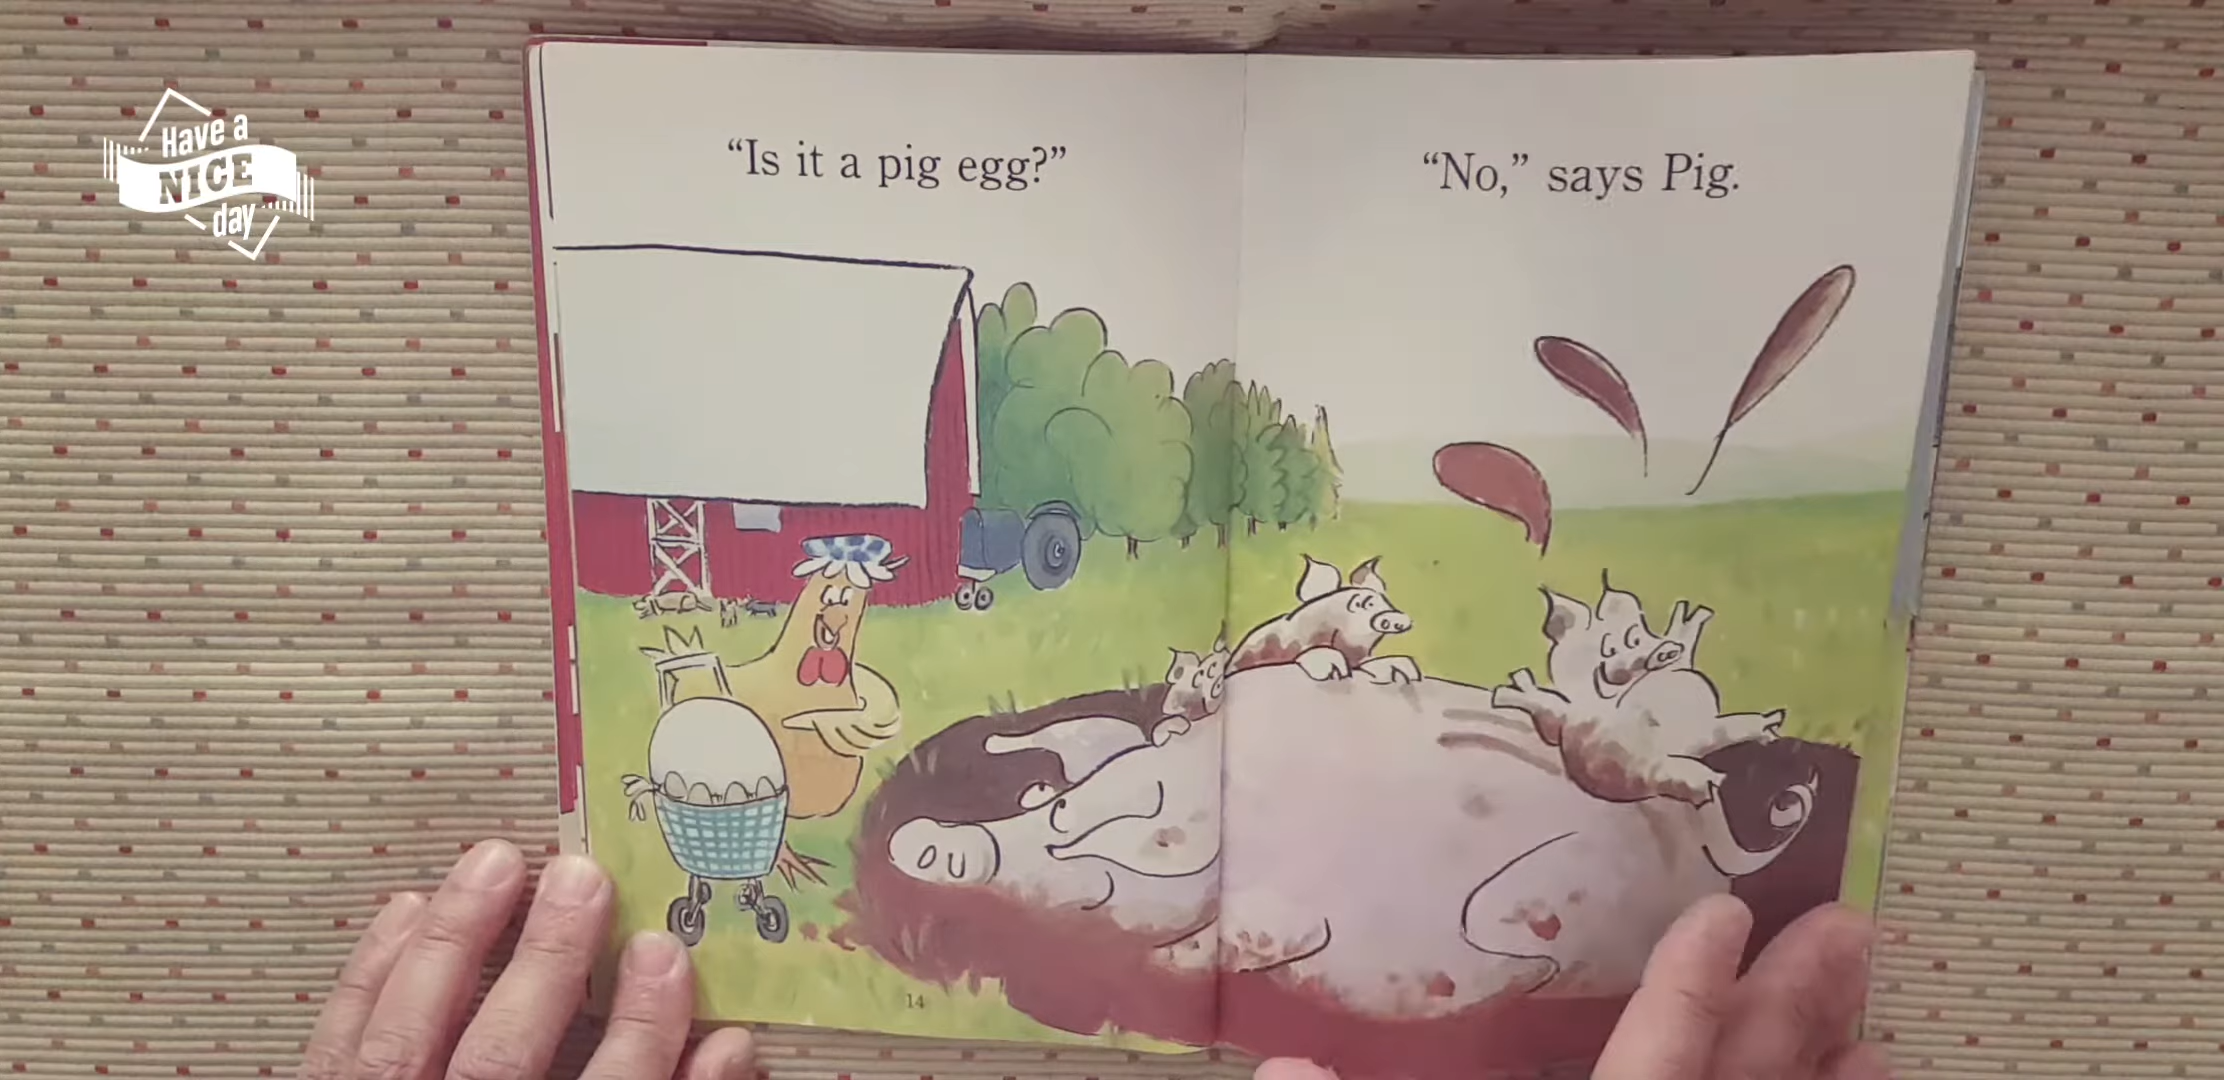 Have a
NICE
day
“Is it a pig egg?”
“No,” says Pig.
14